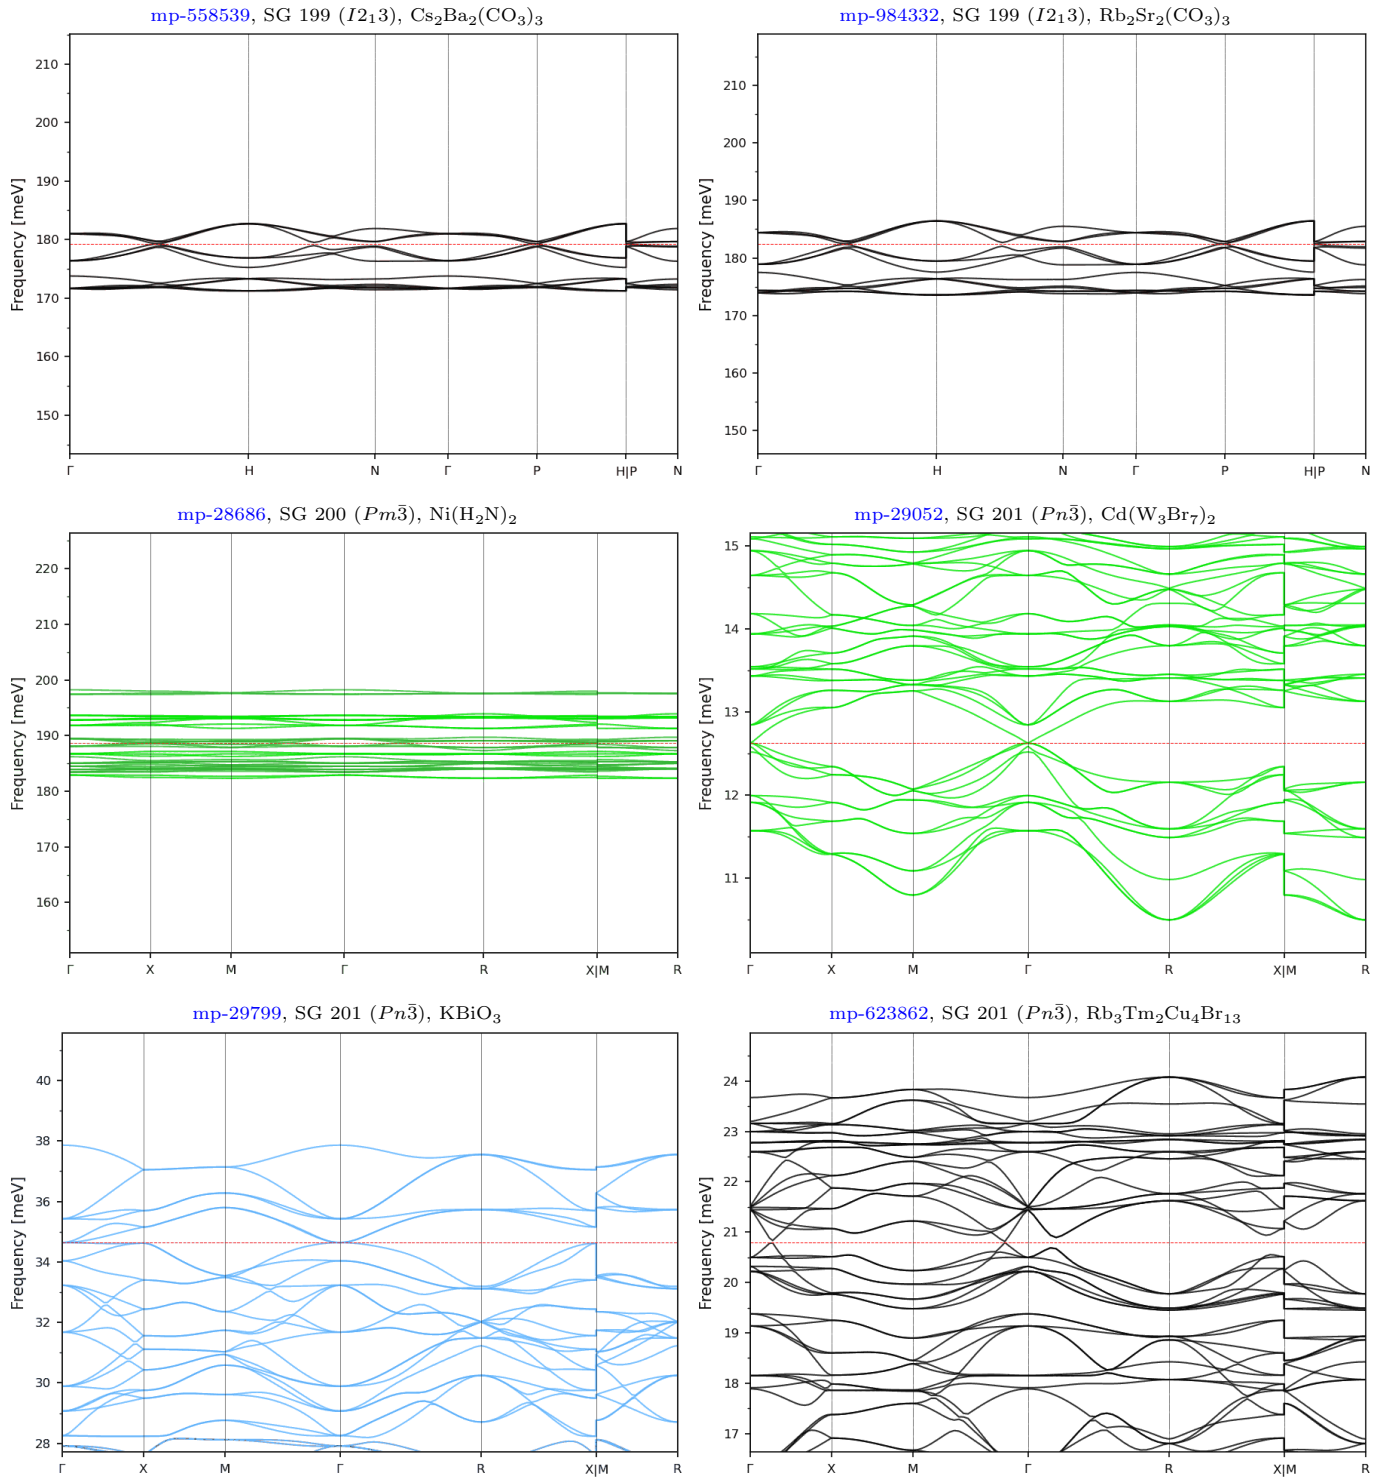 mp-558539, SG 199 (I2₁3), Cs₂Ba₂(CO₃)₃
Frequency [meV]
210
200
190
180
170
160
150
Γ H N Γ P H|P N
mp-984332, SG 199 (I2₁3), Rb₂Sr₂(CO₃)₃
Frequency [meV]
210
200
190
180
170
160
150
Γ H N Γ P H|P N
mp-28686, SG 200 (Pm3̄), Ni(H₂N)₂
Frequency [meV]
220
210
200
190
180
170
160
Γ X M Γ R X|M R
mp-29052, SG 201 (Pn3̄), Cd(W₃Br₇)₂
Frequency [meV]
15
14
13
12
11
Γ X M Γ R X|M R
mp-29799, SG 201 (Pn3̄), KBiO₃
Frequency [meV]
40
38
36
34
32
30
28
Γ X M Γ R X|M R
mp-623862, SG 201 (Pn3̄), Rb₃Tm₂Cu₄Br₁₃
Frequency [meV]
24
23
22
21
20
19
18
17
Γ X M Γ R X|M R